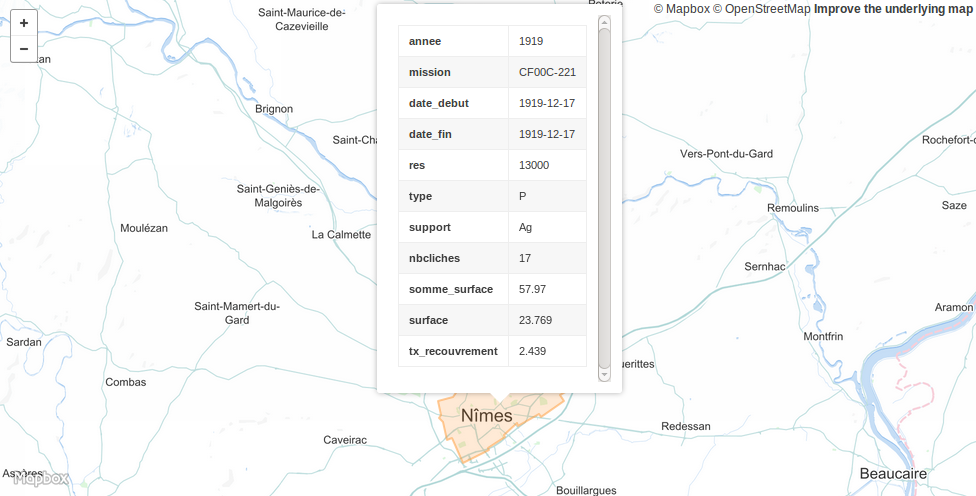 Saint-Maurice-de-
Cazevieille
© Mapbox © OpenStreetMap Improve the underlying map
+
−
annee 1919
mission CF00C-221
date_debut 1919-12-17
date_fin 1919-12-17
res 13000
type P
support Ag
nbcliches 17
somme_surface 57.97
surface 23.769
tx_recouvrement 2.439
Brignon
Saint-Cha
Vers-Pont-du-Gard
Rochefort-d
Saint-Geniès-de-
Malgoirès
Remoulins
Saze
Moulézan
La Calmette
Sernhac
Saint-Mamert-du-
Gard
Aramon
Sardan
Montfrin
Combas
Nîmes
Redessan
Caveirac
Aspères
Mapbox
Beaucaire
Bouillargues